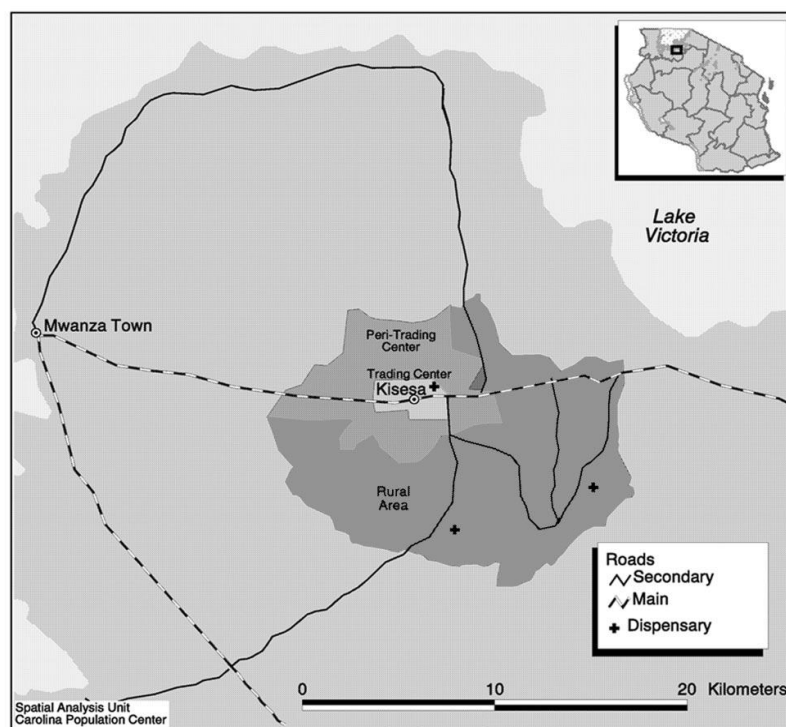 Lake
Victoria
Mwanza Town
Peri-Trading
Center
Trading Center
Kisesa
Rural
Area
Roads
Secondary
Main
Dispensary
0 10 20 Kilometers
Spatial Analysis Unit
Carolina Population Center